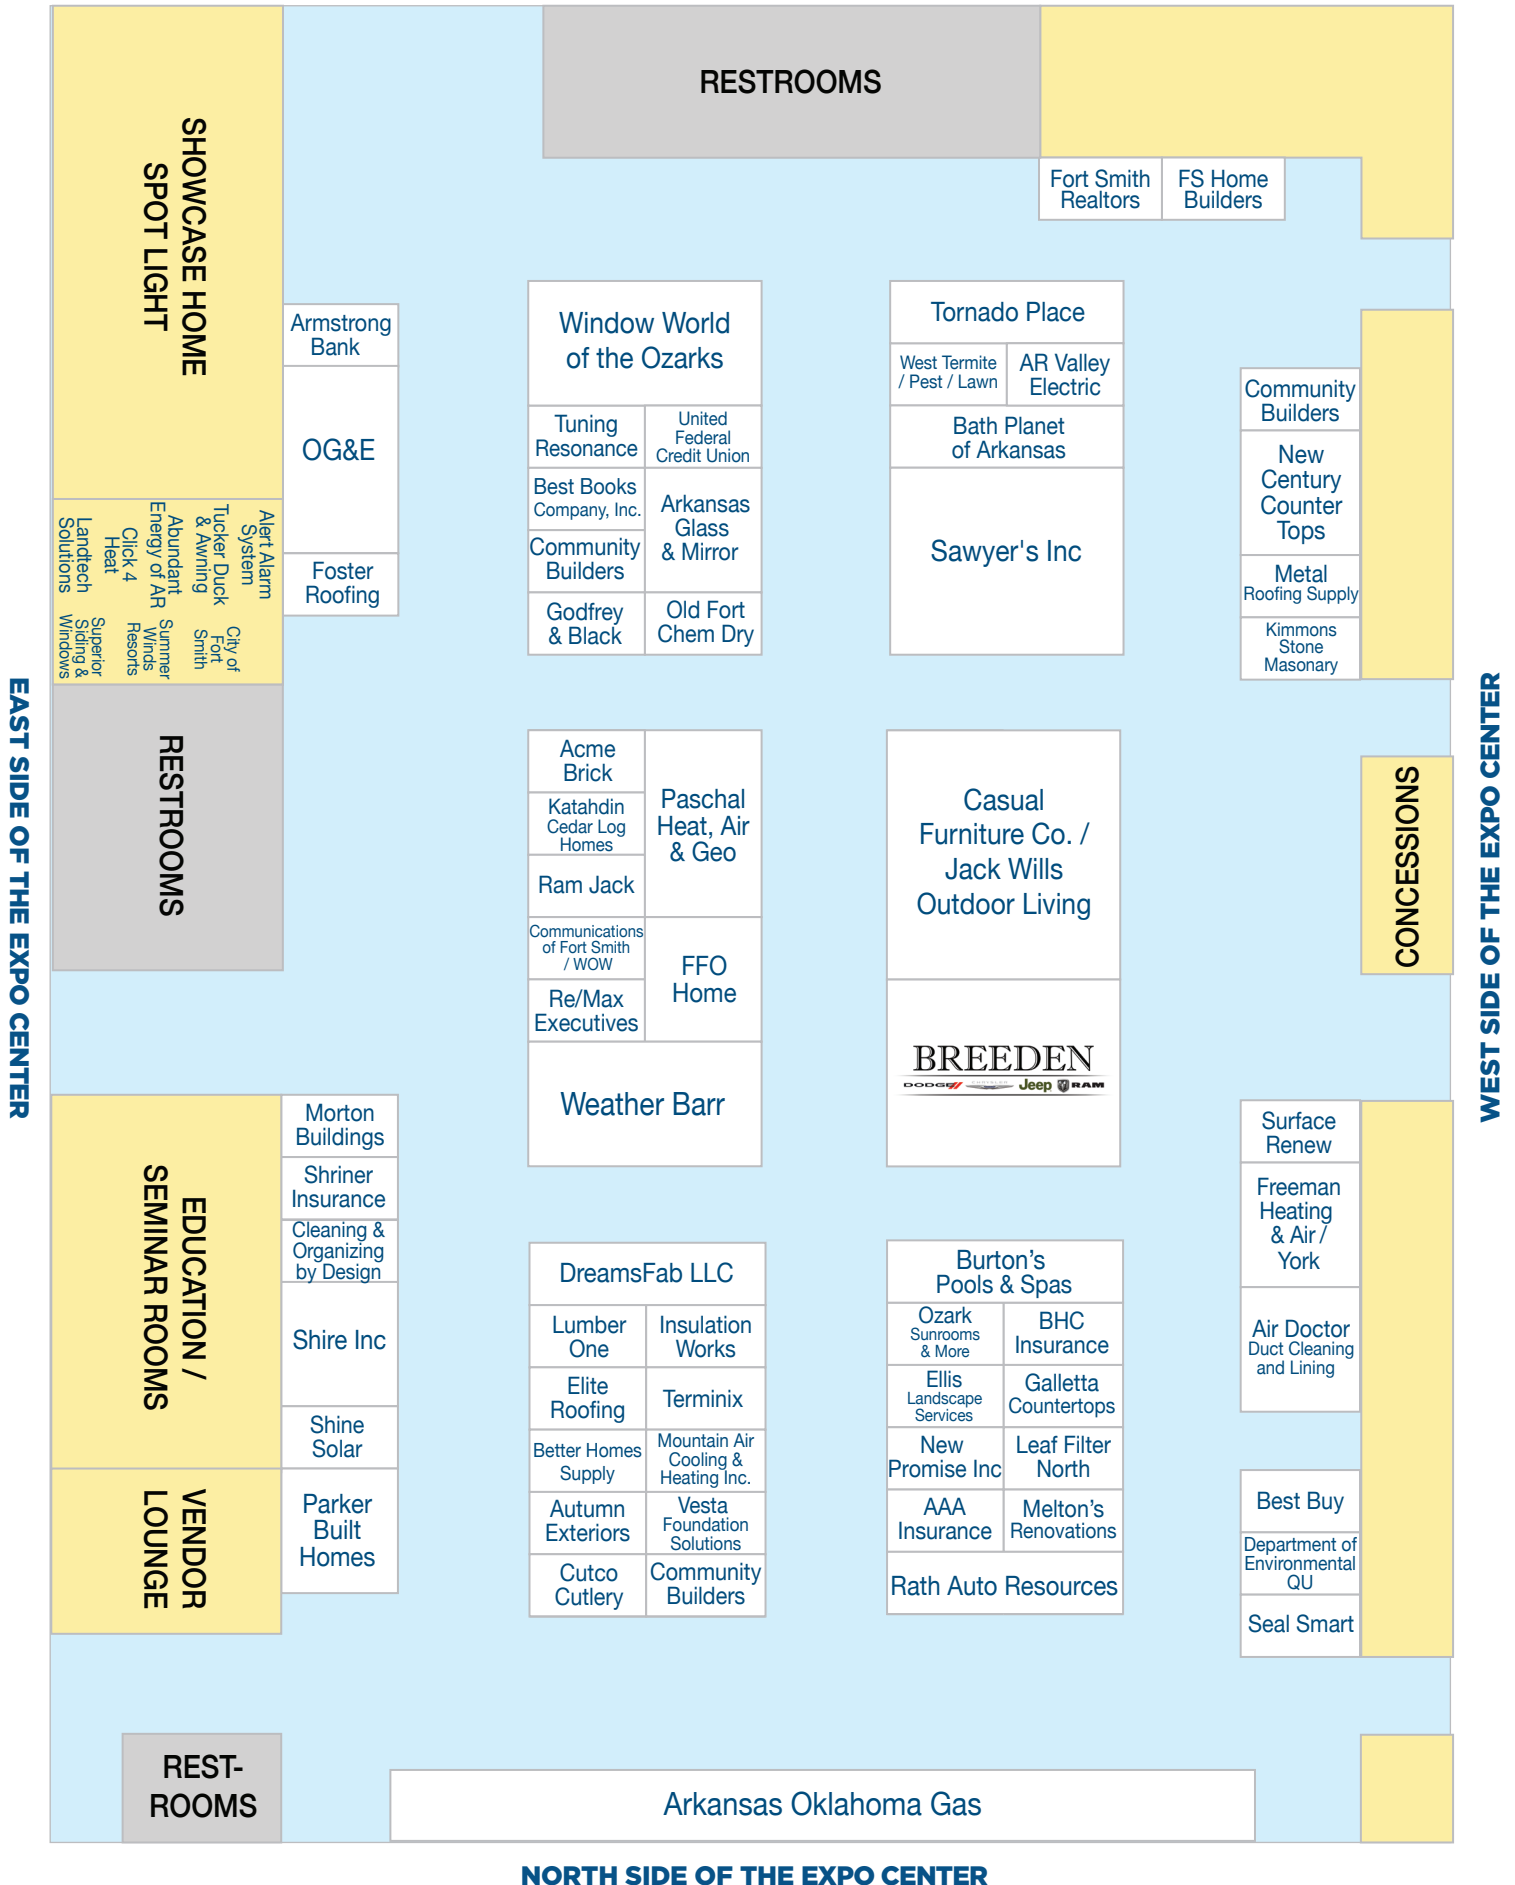 RESTROOMS
Fort Smith
Realtors
FS Home
Builders
SHOWCASE HOME
SPOT LIGHT
Armstrong
Bank
OG&E
Foster
Roofing
Alert Alarm
System
Tucker Duck
& Awning
Abundant
Energy of AR
Click 4
Heat
Landtech
Solutions
City of
Fort
Smith
Summer
Winds
Resorts
Superior
Siding &
Windows
Window World
of the Ozarks
Tuning
Resonance
United
Federal
Credit Union
Best Books
Company, Inc.
Arkansas
Glass
& Mirror
Community
Builders
Godfrey
& Black
Old Fort
Chem Dry
Tornado Place
West Termite
/ Pest / Lawn
AR Valley
Electric
Bath Planet
of Arkansas
Sawyer's Inc
Community
Builders
New
Century
Counter
Tops
Metal
Roofing Supply
Kimmons
Stone
Masonary
EAST SIDE OF THE EXPO CENTER
RESTROOMS
Acme
Brick
Katahdin
Cedar Log
Homes
Ram Jack
Paschal
Heat, Air
& Geo
Communications
of Fort Smith
/ WOW
Re/Max
Executives
FFO
Home
Weather Barr
Casual
Furniture Co. /
Jack Wills
Outdoor Living
BREEDEN
DODGE CHRYSLER Jeep RAM
CONCESSIONS
WEST SIDE OF THE EXPO CENTER
EDUCATION /
SEMINAR ROOMS
Morton
Buildings
Shriner
Insurance
Cleaning &
Organizing
by Design
Shire Inc
Shine
Solar
VENDOR
LOUNGE
Parker
Built
Homes
DreamsFab LLC
Lumber
One
Insulation
Works
Elite
Roofing
Terminix
Better Homes
Supply
Mountain Air
Cooling &
Heating Inc.
Autumn
Exteriors
Vesta
Foundation
Solutions
Cutco
Cutlery
Community
Builders
Burton’s
Pools & Spas
Ozark
Sunrooms
& More
BHC
Insurance
Ellis
Landscape
Services
Galletta
Countertops
New
Promise Inc
Leaf Filter
North
AAA
Insurance
Melton’s
Renovations
Rath Auto Resources
Surface
Renew
Freeman
Heating
& Air /
York
Air Doctor
Duct Cleaning
and Lining
Best Buy
Department of
Environmental
QU
Seal Smart
REST-
ROOMS
Arkansas Oklahoma Gas
NORTH SIDE OF THE EXPO CENTER